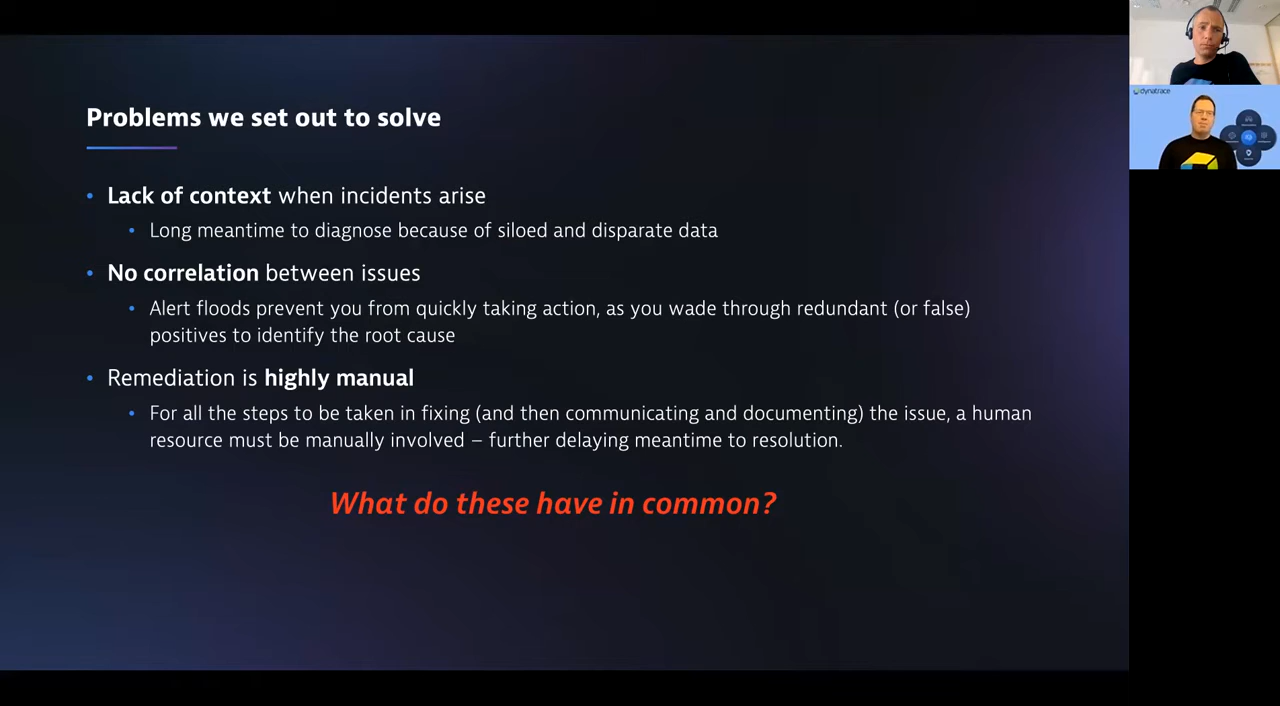 Problems we set out to solve
• Lack of context when incidents arise
• Long meantime to diagnose because of siloed and disparate data
• No correlation between issues
• Alert floods prevent you from quickly taking action, as you wade through redundant (or false)
positives to identify the root cause
• Remediation is highly manual
• For all the steps to be taken in fixing (and then communicating and documenting) the issue, a human
resource must be manually involved – further delaying meantime to resolution.
What do these have in common?
dynatrace